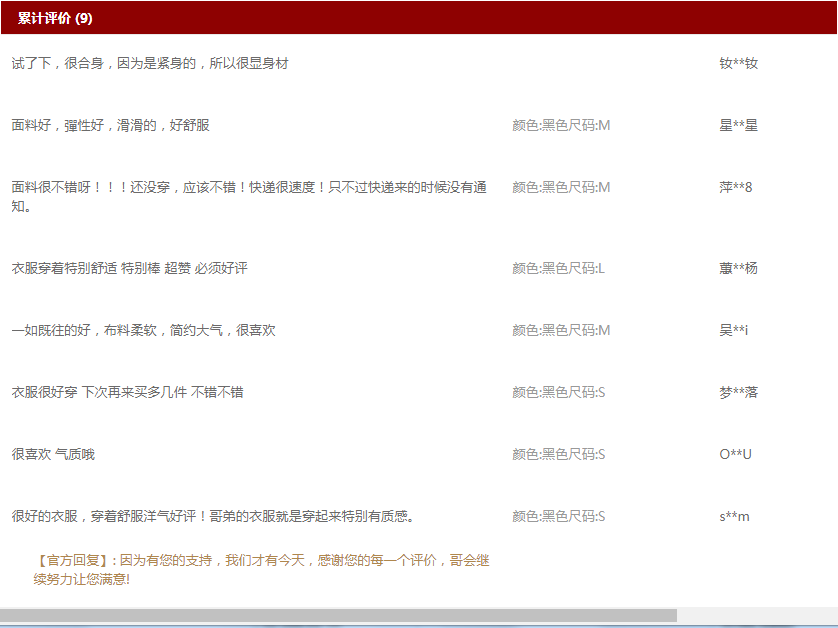 累计评价 (9)
试了下，很合身，因为是紧身的，所以很显身材 钕**钕
面料好，彈性好，滑滑的，好舒服 颜色:黑色尺码:M 星**星
面料很不错呀！！！还没穿，应该不错！快递很速度！只不过快递来的时候没有通 颜色:黑色尺码:M 萍**8
知。
衣服穿着特别舒适 特别棒 超赞 必须好评 颜色:黑色尺码:L 蕭**杨
一如既往的好，布料柔软，简约大气，很喜欢 颜色:黑色尺码:M 吴**i
衣服很好穿 下次再来买多几件 不错不错 颜色:黑色尺码:S 梦**落
很喜欢 气质哦 颜色:黑色尺码:S O**U
很好的衣服，穿着舒服洋气好评！哥弟的衣服就是穿起来特别有质感。 颜色:黑色尺码:S s**m
【官方回复】: 因为有您的支持，我们才有今天，感谢您的每一个评价，哥会继
续努力让您满意!